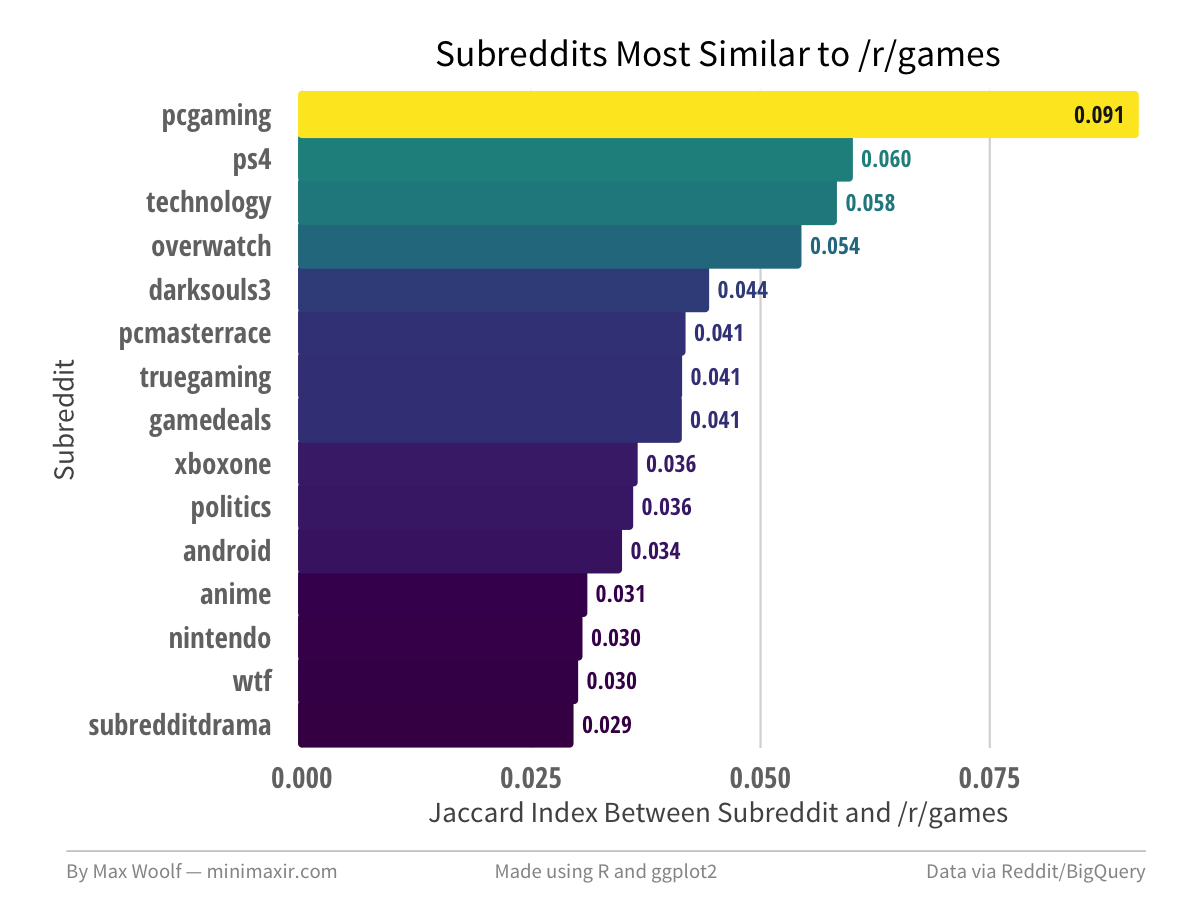 Subreddits Most Similar to /r/games
pcgaming 0.091
ps4 0.060
technology 0.058
overwatch 0.054
darksouls3 0.044
pcmasterrace 0.041
truegaming 0.041
gamedeals 0.041
xboxone 0.036
politics 0.036
android 0.034
anime 0.031
nintendo 0.030
wtf 0.030
subredditdrama 0.029
Subreddit
0.000 0.025 0.050 0.075
Jaccard Index Between Subreddit and /r/games
By Max Woolf — minimaxir.com Made using R and ggplot2 Data via Reddit/BigQuery